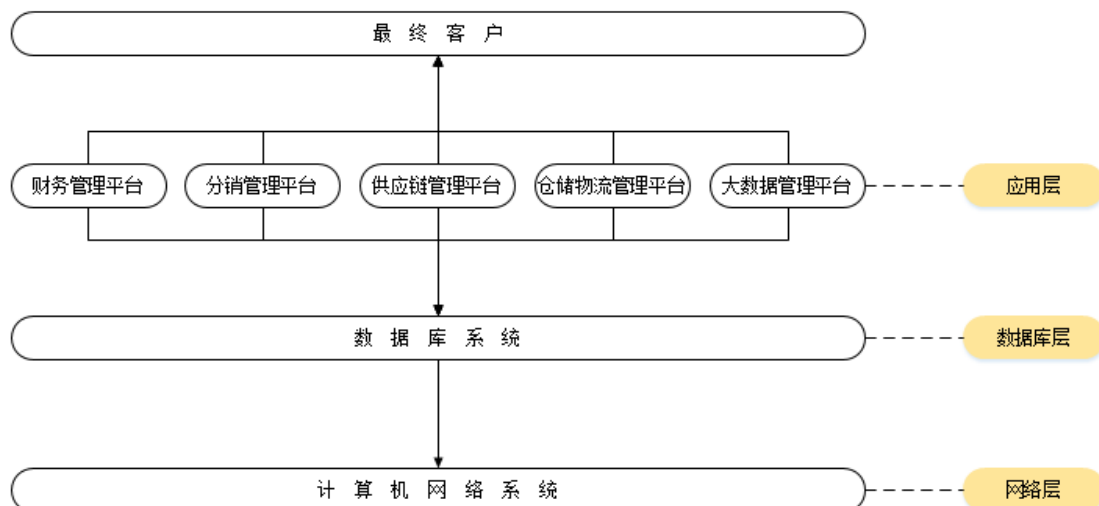 最终客户
财务管理平台
分销管理平台
供应链管理平台
仓储物流管理平台
大数据管理平台
应用层
数据库系统
数据库层
计算机网络系统
网络层